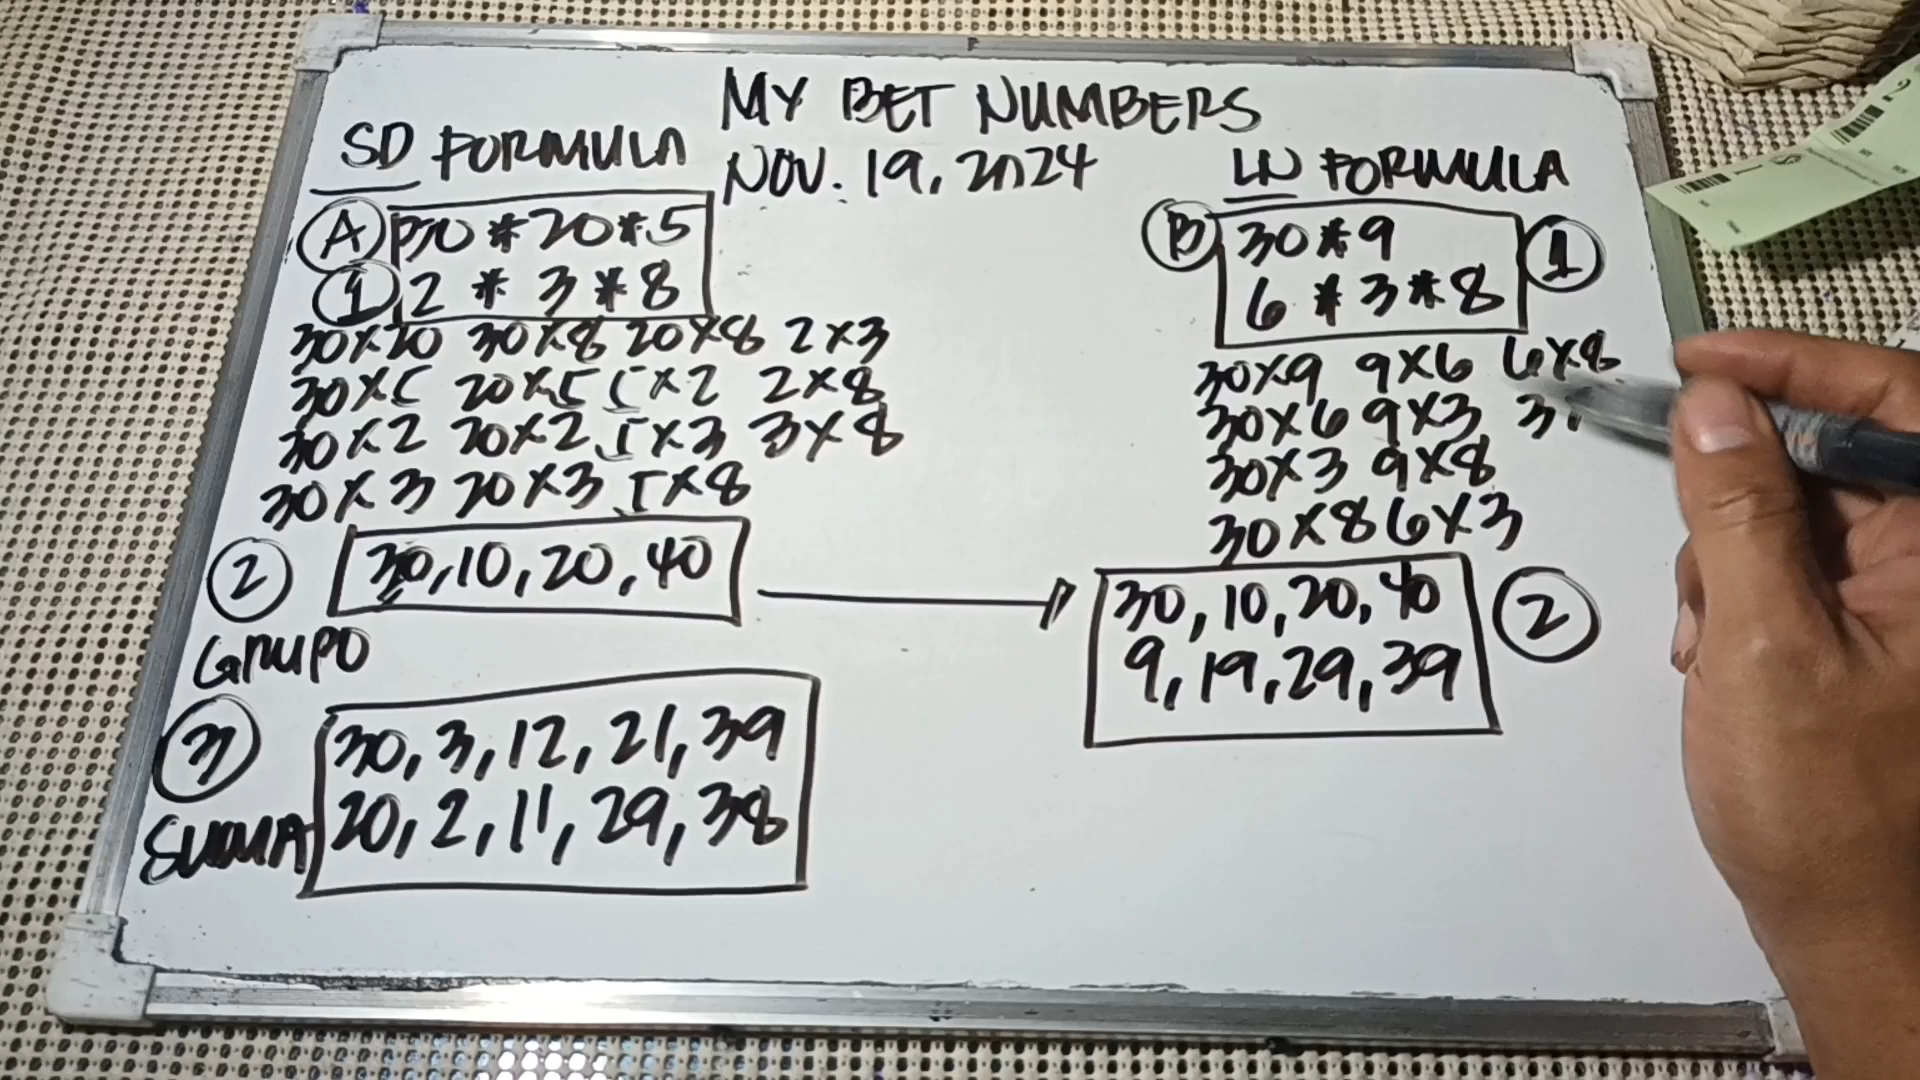 MY BET NUMBERS
NOV. 19, 2024
SD FORMULA
A 30 * 20 * 5
1 2 * 3 * 8
30x20 30x8 20x8 2x3
30x5 20x5 5x2 2x8
30x2 20x2 5x3 3x8
30x3 20x3 5x8
2 30, 10, 20, 40
GRUPO
3 30, 3, 12, 21, 39
SUMA 20, 2, 11, 29, 38
LN FORMULA
B 30 * 9 1
6 * 3 * 8
30x9 9x6 6x8
30x6 9x3 3
30x3 9x8
30x8 6x3
30, 10, 20, 40 2
9, 19, 29, 39